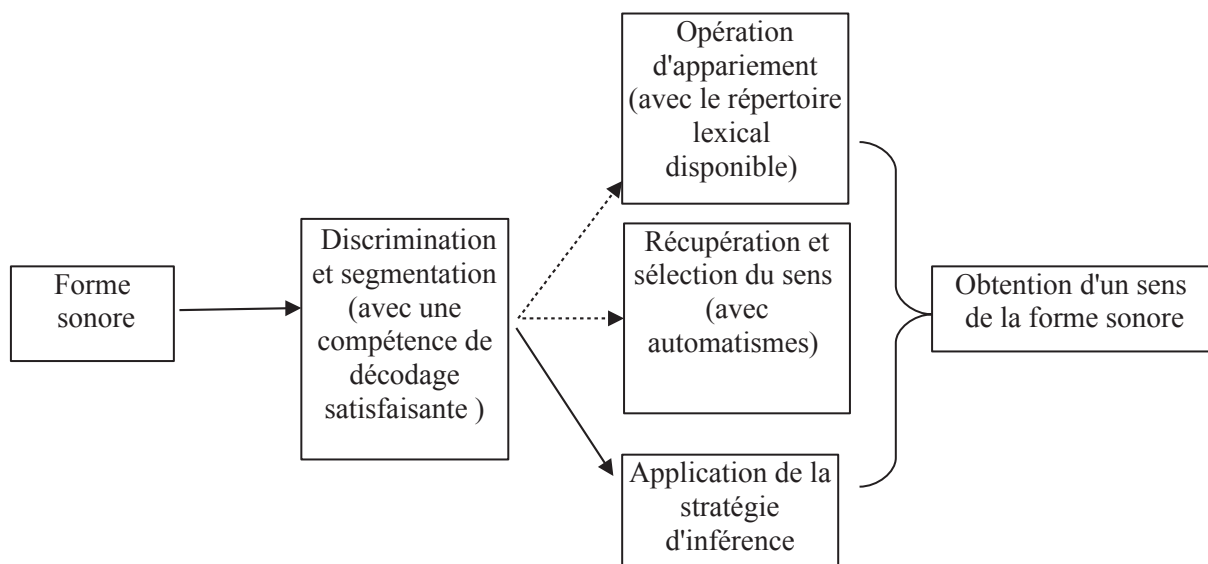 Forme
sonore
Discrimination
et segmentation
(avec une
compétence de
décodage
satisfaisante )
Opération
d'appariement
(avec le répertoire
lexical
disponible)
Récupération et
sélection du sens
(avec
automatismes)
Application de la
stratégie
d'inférence
Obtention d'un sens
de la forme sonore